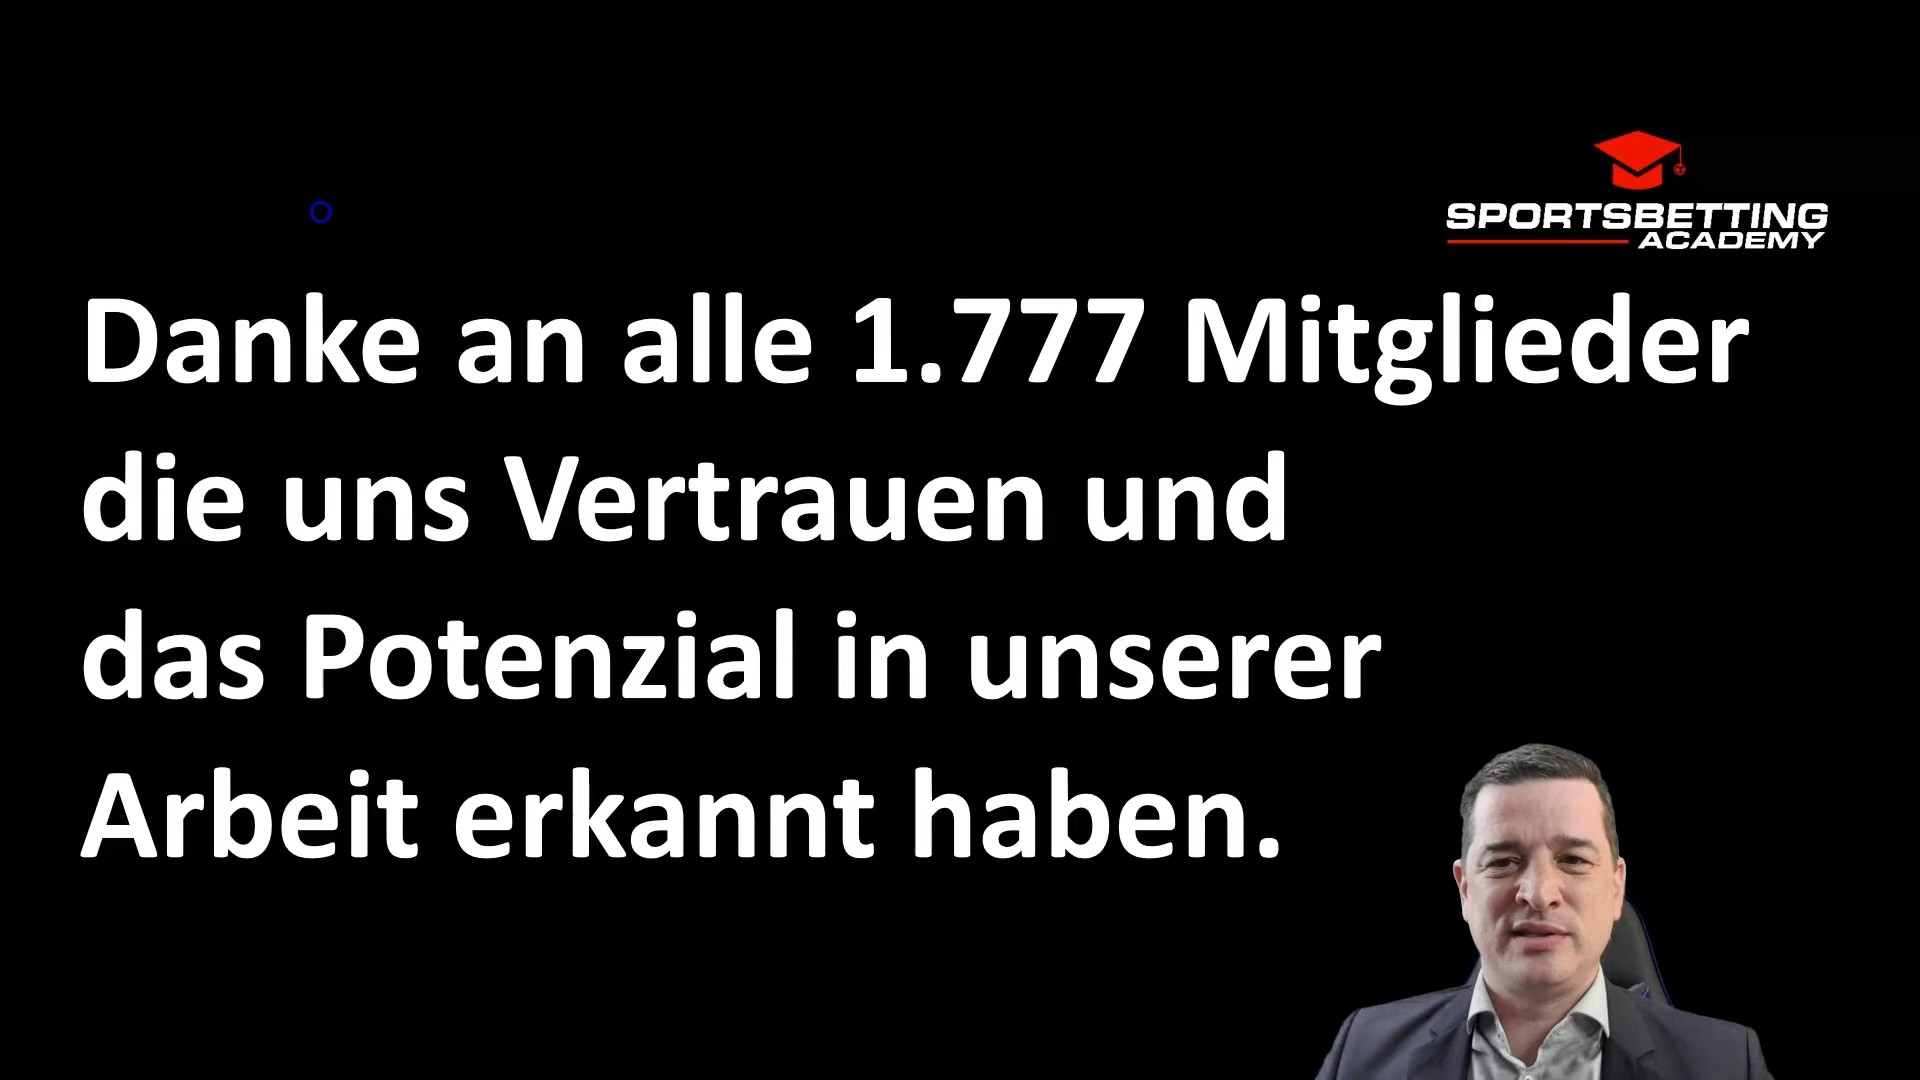 SPORTSBETTING
ACADEMY
Danke an alle 1.777 Mitglieder
die uns Vertrauen und
das Potenzial in unserer
Arbeit erkannt haben.